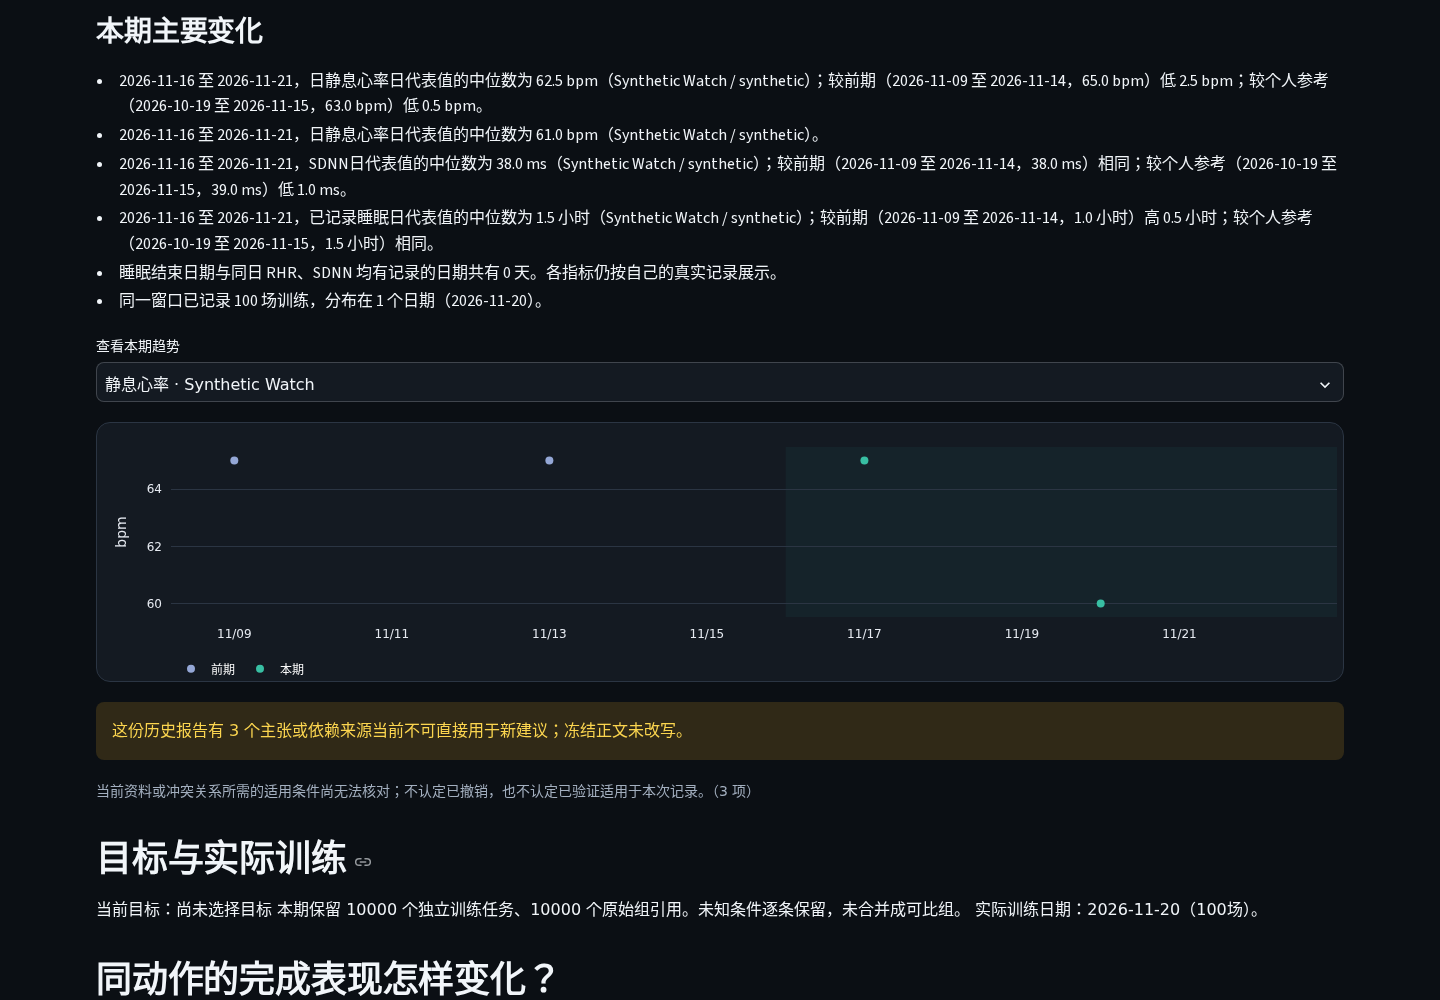 本期主要变化
2026-11-16 至 2026-11-21，日静息心率日代表值的中位数为 62.5 bpm（Synthetic Watch / synthetic）；较前期（2026-11-09 至 2026-11-14，65.0 bpm）低 2.5 bpm；较个人参考
（2026-10-19 至 2026-11-15，63.0 bpm）低 0.5 bpm。
2026-11-16 至 2026-11-21，日静息心率日代表值的中位数为 61.0 bpm（Synthetic Watch / synthetic）。
2026-11-16 至 2026-11-21，SDNN日代表值的中位数为 38.0 ms（Synthetic Watch / synthetic）；较前期（2026-11-09 至 2026-11-14，38.0 ms）相同；较个人参考（2026-10-19 至
2026-11-15，39.0 ms）低 1.0 ms。
2026-11-16 至 2026-11-21，已记录睡眠日代表值的中位数为 1.5 小时（Synthetic Watch / synthetic）；较前期（2026-11-09 至 2026-11-14，1.0 小时）高 0.5 小时；较个人参考
（2026-10-19 至 2026-11-15，1.5 小时）相同。
睡眠结束日期与同日 RHR、SDNN 均有记录的日期共有 0 天。各指标仍按自己的真实记录展示。
同一窗口已记录 100 场训练，分布在 1 个日期（2026-11-20）。
查看本期趋势
静息心率 · Synthetic Watch
64
62
60
bpm
11/09 11/11 11/13 11/15 11/17 11/19 11/21
前期 本期
这份历史报告有 3 个主张或依赖来源当前不可直接用于新建议；冻结正文未改写。
当前资料或冲突关系所需的适用条件尚无法核对；不认定已撤销，也不认定已验证适用于本次记录。（3 项）
目标与实际训练
当前目标：尚未选择目标 本期保留 10000 个独立训练任务、10000 个原始组引用。未知条件逐条保留，未合并成可比组。 实际训练日期：2026-11-20（100场）。
同动作的完成表现怎样变化？